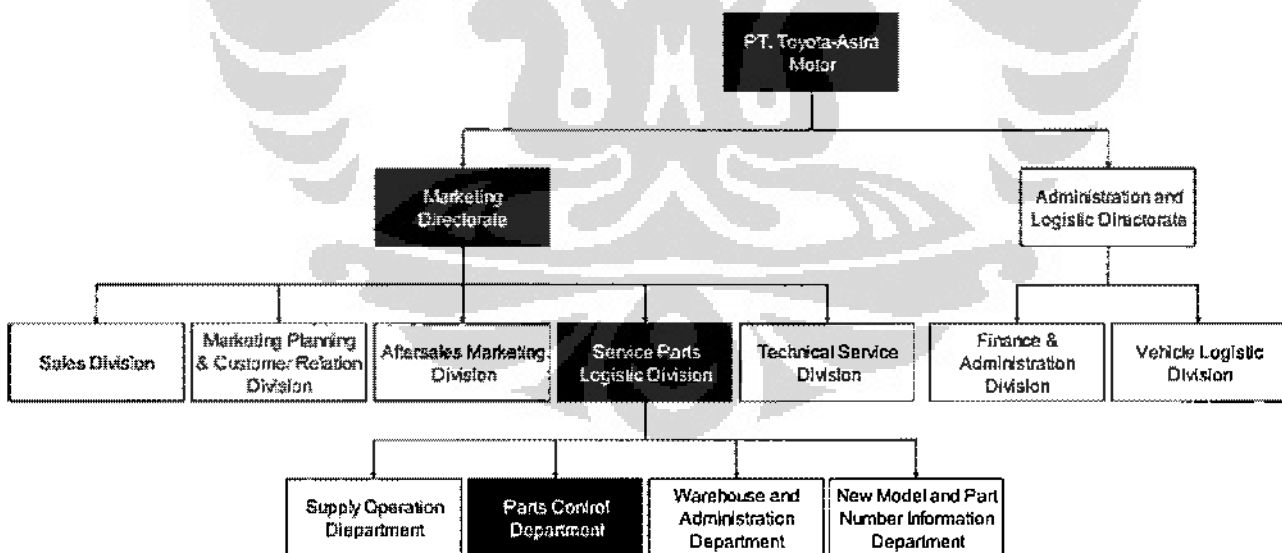 PT. Toyota-Astra
Motor
Marketing
Directorate
Administration and
Logistic Directorate
Sales Division
Marketing Planning
& Customer Relation
Division
Aftersales Marketing
Division
Service Parts
Logistic Division
Technical Service
Division
Finance &
Administration
Division
Vehicle Logistic
Division
Supply Operation
Department
Parts Control
Department
Warehouse and
Administration
Department
New Model and Part
Number Information
Department